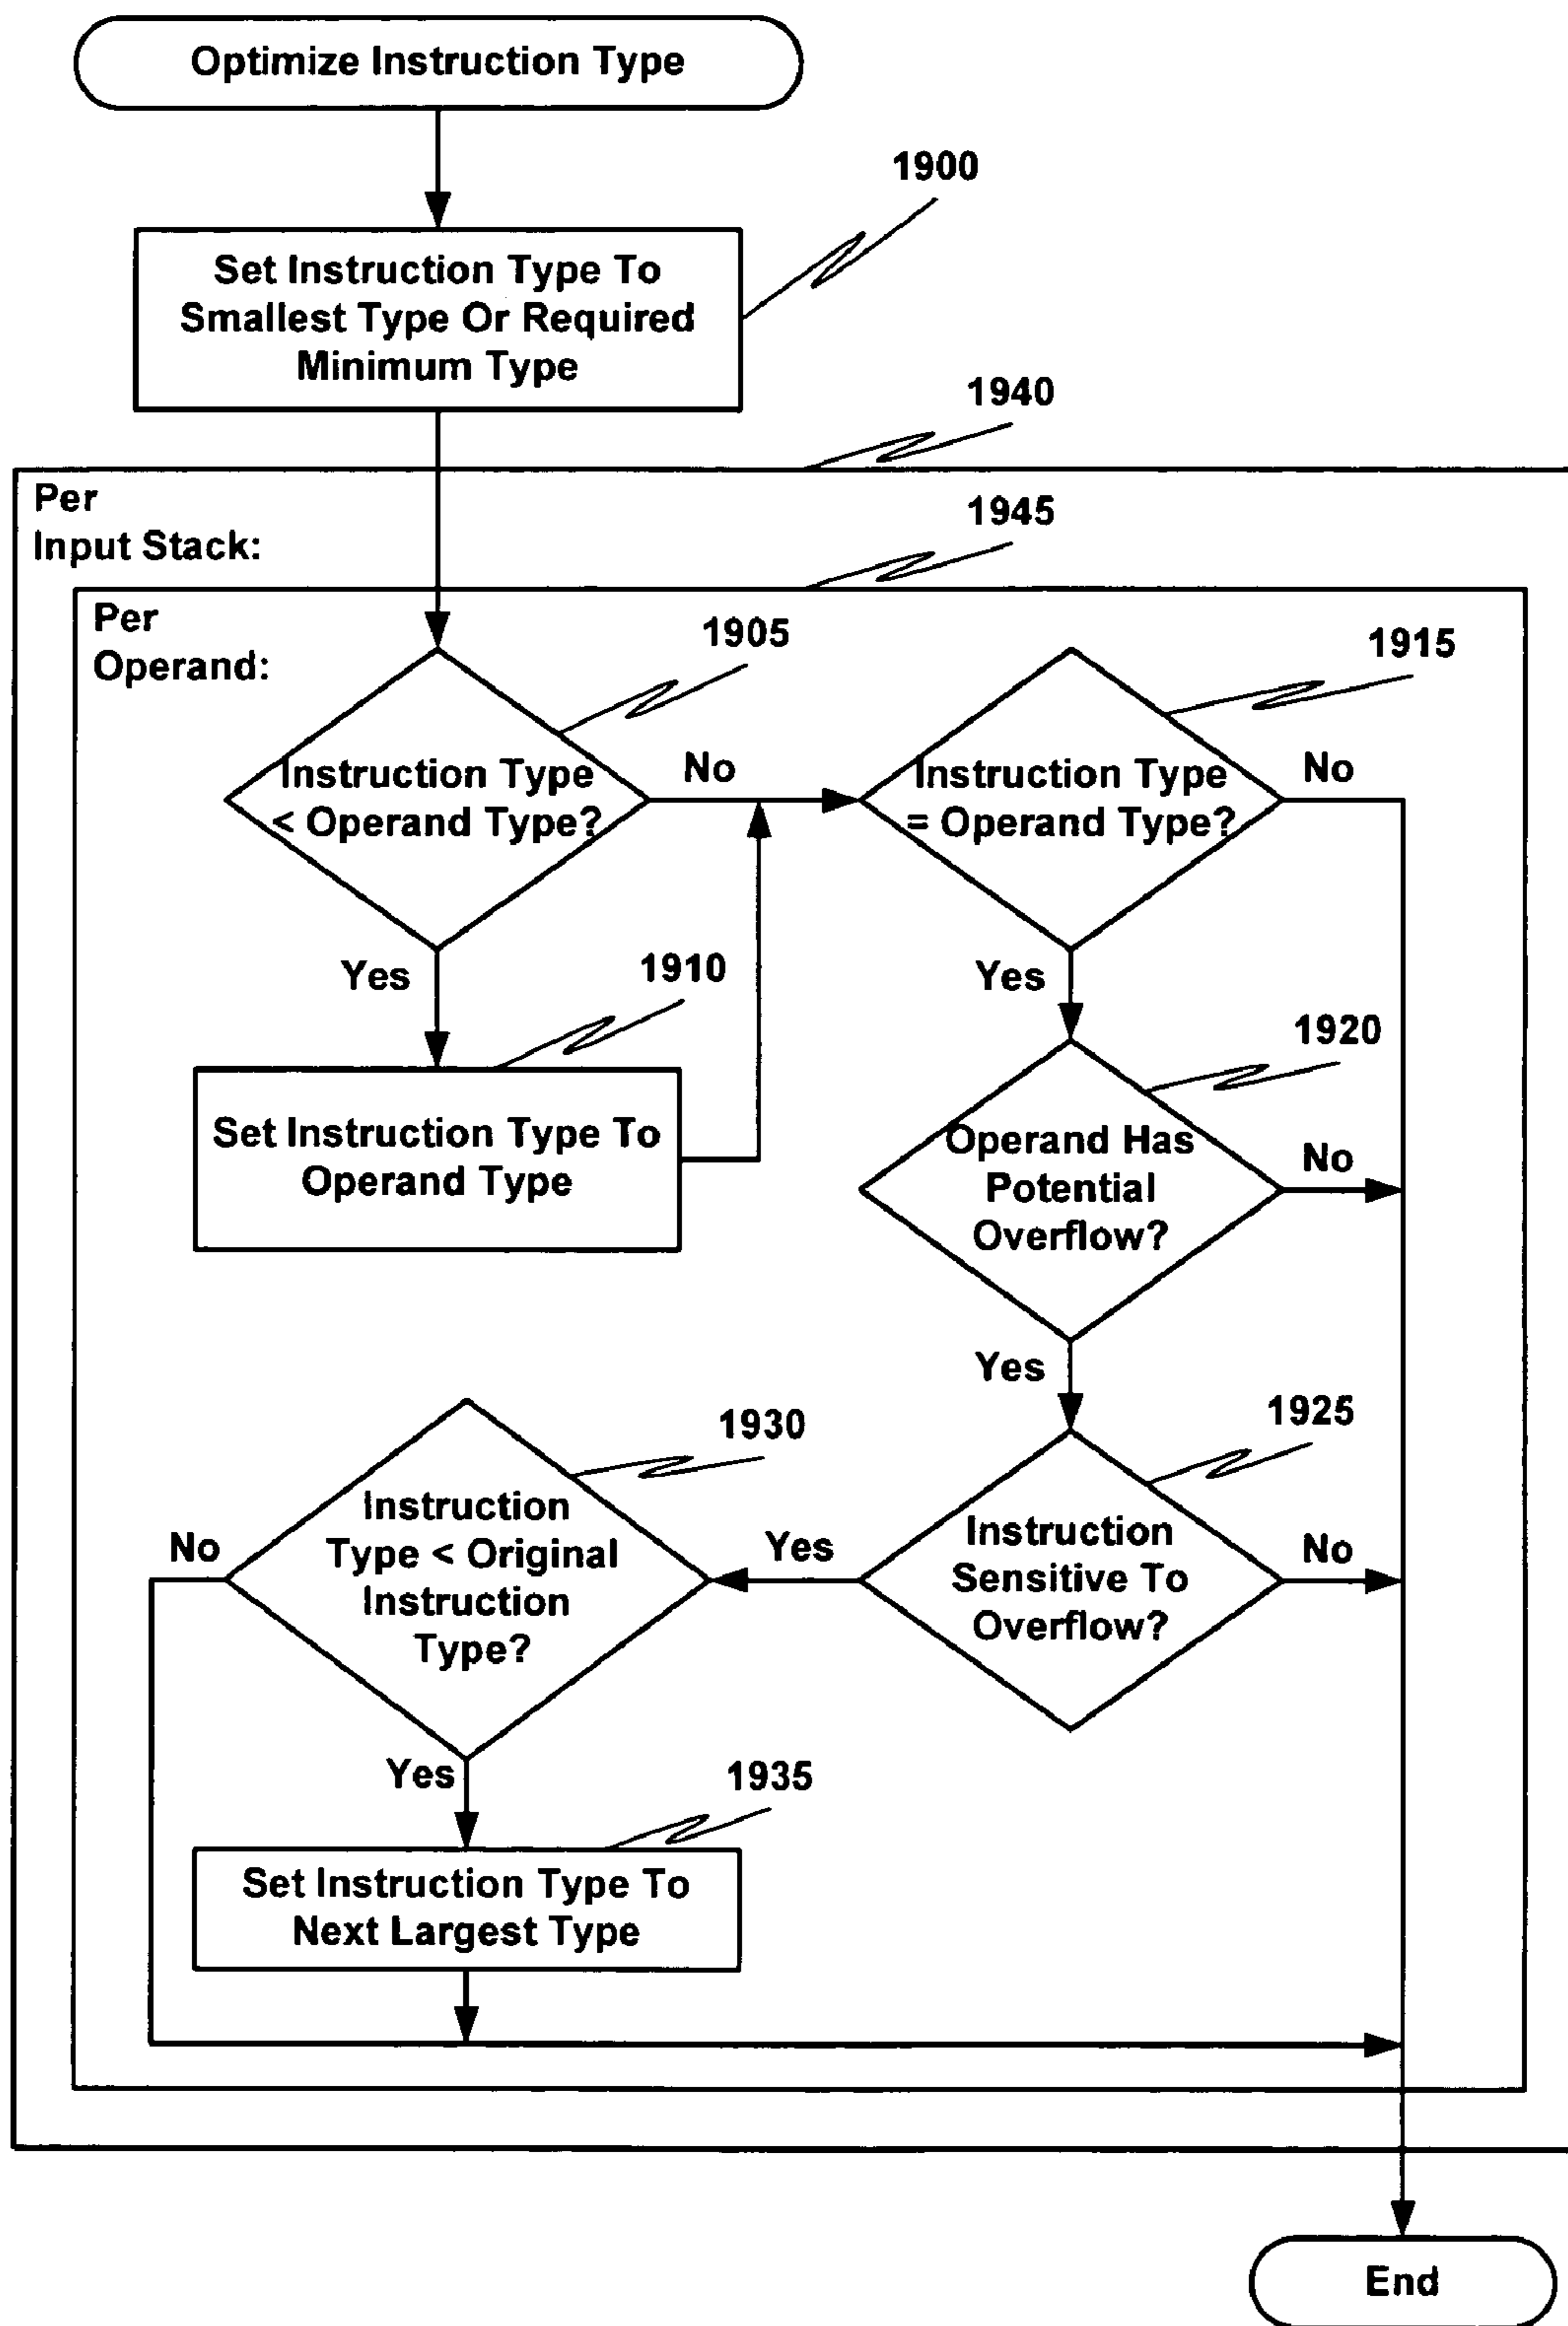 Optimize Instruction Type
1900
Set Instruction Type To
Smallest Type Or Required
Minimum Type
1940
Per
Input Stack:
1945
Per
Operand:
1905
1915
Instruction Type
< Operand Type?
No
Instruction Type
= Operand Type?
No
Yes
1910
Yes
1920
Set Instruction Type To
Operand Type
Operand Has
Potential
Overflow?
No
Yes
1930
1925
Instruction
Type < Original
Instruction
Type?
No
Yes
Instruction
Sensitive To
Overflow?
No
Yes
1935
Set Instruction Type To
Next Largest Type
End